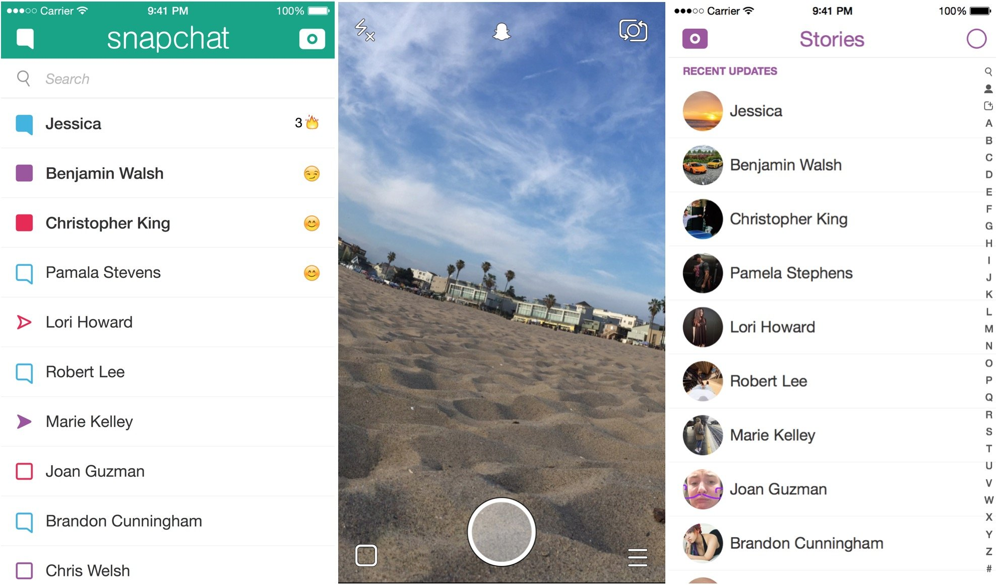 Carrier 9:41 PM 100%
snapchat
Search
Jessica 3🔥
Benjamin Walsh 😏
Christopher King 😊
Pamala Stevens 😊
Lori Howard
Robert Lee
Marie Kelley
Joan Guzman
Brandon Cunningham
Chris Welsh
Carrier 9:41 PM 100%
Stories
RECENT UPDATES
Jessica
Benjamin Walsh
Christopher King
Pamela Stephens
Lori Howard
Robert Lee
Marie Kelley
Joan Guzman
Brandon Cunningham
A
B
C
D
E
F
G
H
I
J
K
L
M
N
O
P
Q
R
S
T
U
V
W
X
Y
Z
#